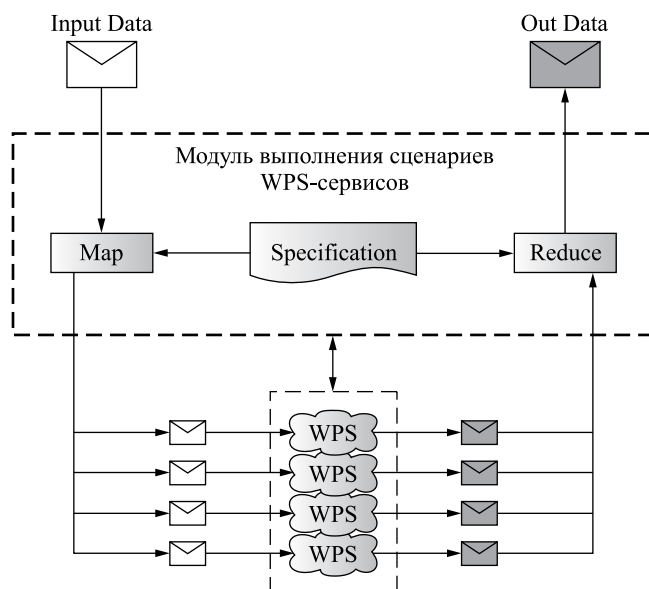 Input Data
Out Data
Модуль выполнения сценариев
WPS-сервисов
Map
Specification
Reduce
WPS
WPS
WPS
WPS